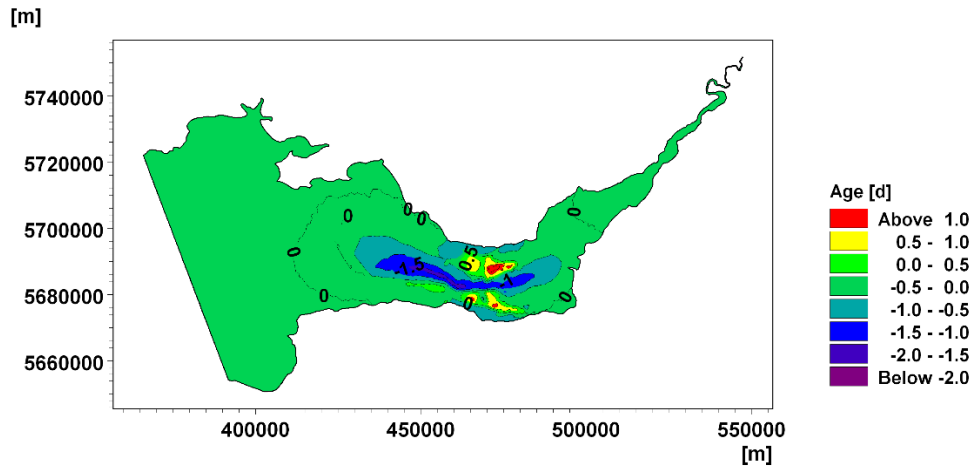 [m]
5740000
5720000
5700000
5680000
5660000
400000
450000
500000
550000
[m]
0
0
0
0
0
0.5
-1.5
-1
0
0
0
Age [d]
Above 1.0
0.5 - 1.0
0.0 - 0.5
-0.5 - 0.0
-1.0 - -0.5
-1.5 - -1.0
-2.0 - -1.5
Below -2.0